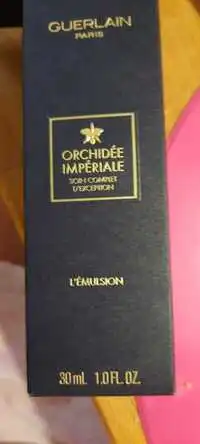 GUERLAIN
PARIS
ORCHIDÉE
IMPÉRIALE
SOIN COMPLET
D'EXCEPTION
L'ÉMULSION
30 mL 1.0 FL. OZ.